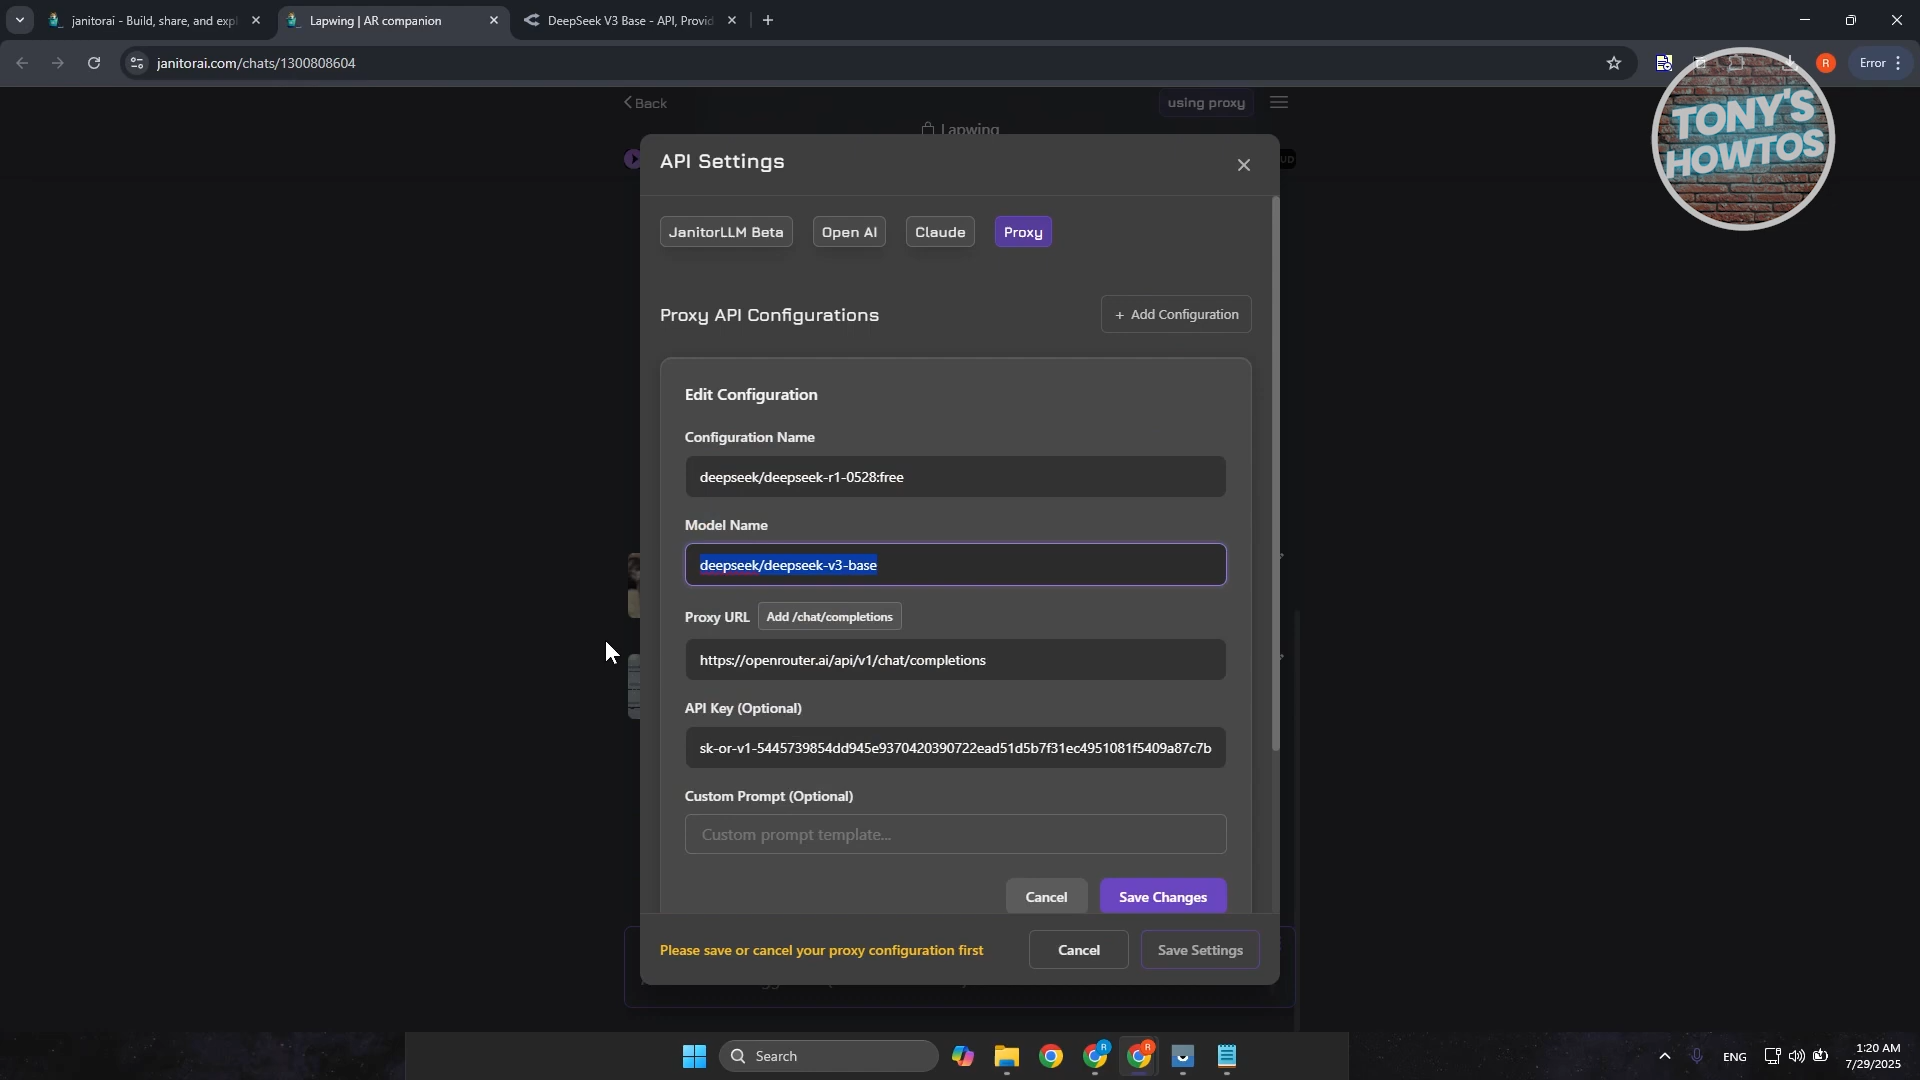 janitorai - Build, share, and expl
Lapwing | AR companion
DeepSeek V3 Base - API, Provid
janitorai.com/chats/1300808604
R
Error
TONY'S
HOWTOS
Back
using proxy
Lapwing
API Settings
JanitorLLM Beta
Open AI
Claude
Proxy
Proxy API Configurations
+ Add Configuration
Edit Configuration
Configuration Name
deepseek/deepseek-r1-0528:free
Model Name
deepseek/deepseek-v3-base
Proxy URL
Add /chat/completions
https://openrouter.ai/api/v1/chat/completions
API Key (Optional)
sk-or-v1-5445739854dd945e9370420390722ead51d5b7f31ec4951081f5409a87c7b
Custom Prompt (Optional)
Custom prompt template...
Cancel
Save Changes
Please save or cancel your proxy configuration first
Cancel
Save Settings
Search
ENG
1:20 AM
7/29/2025